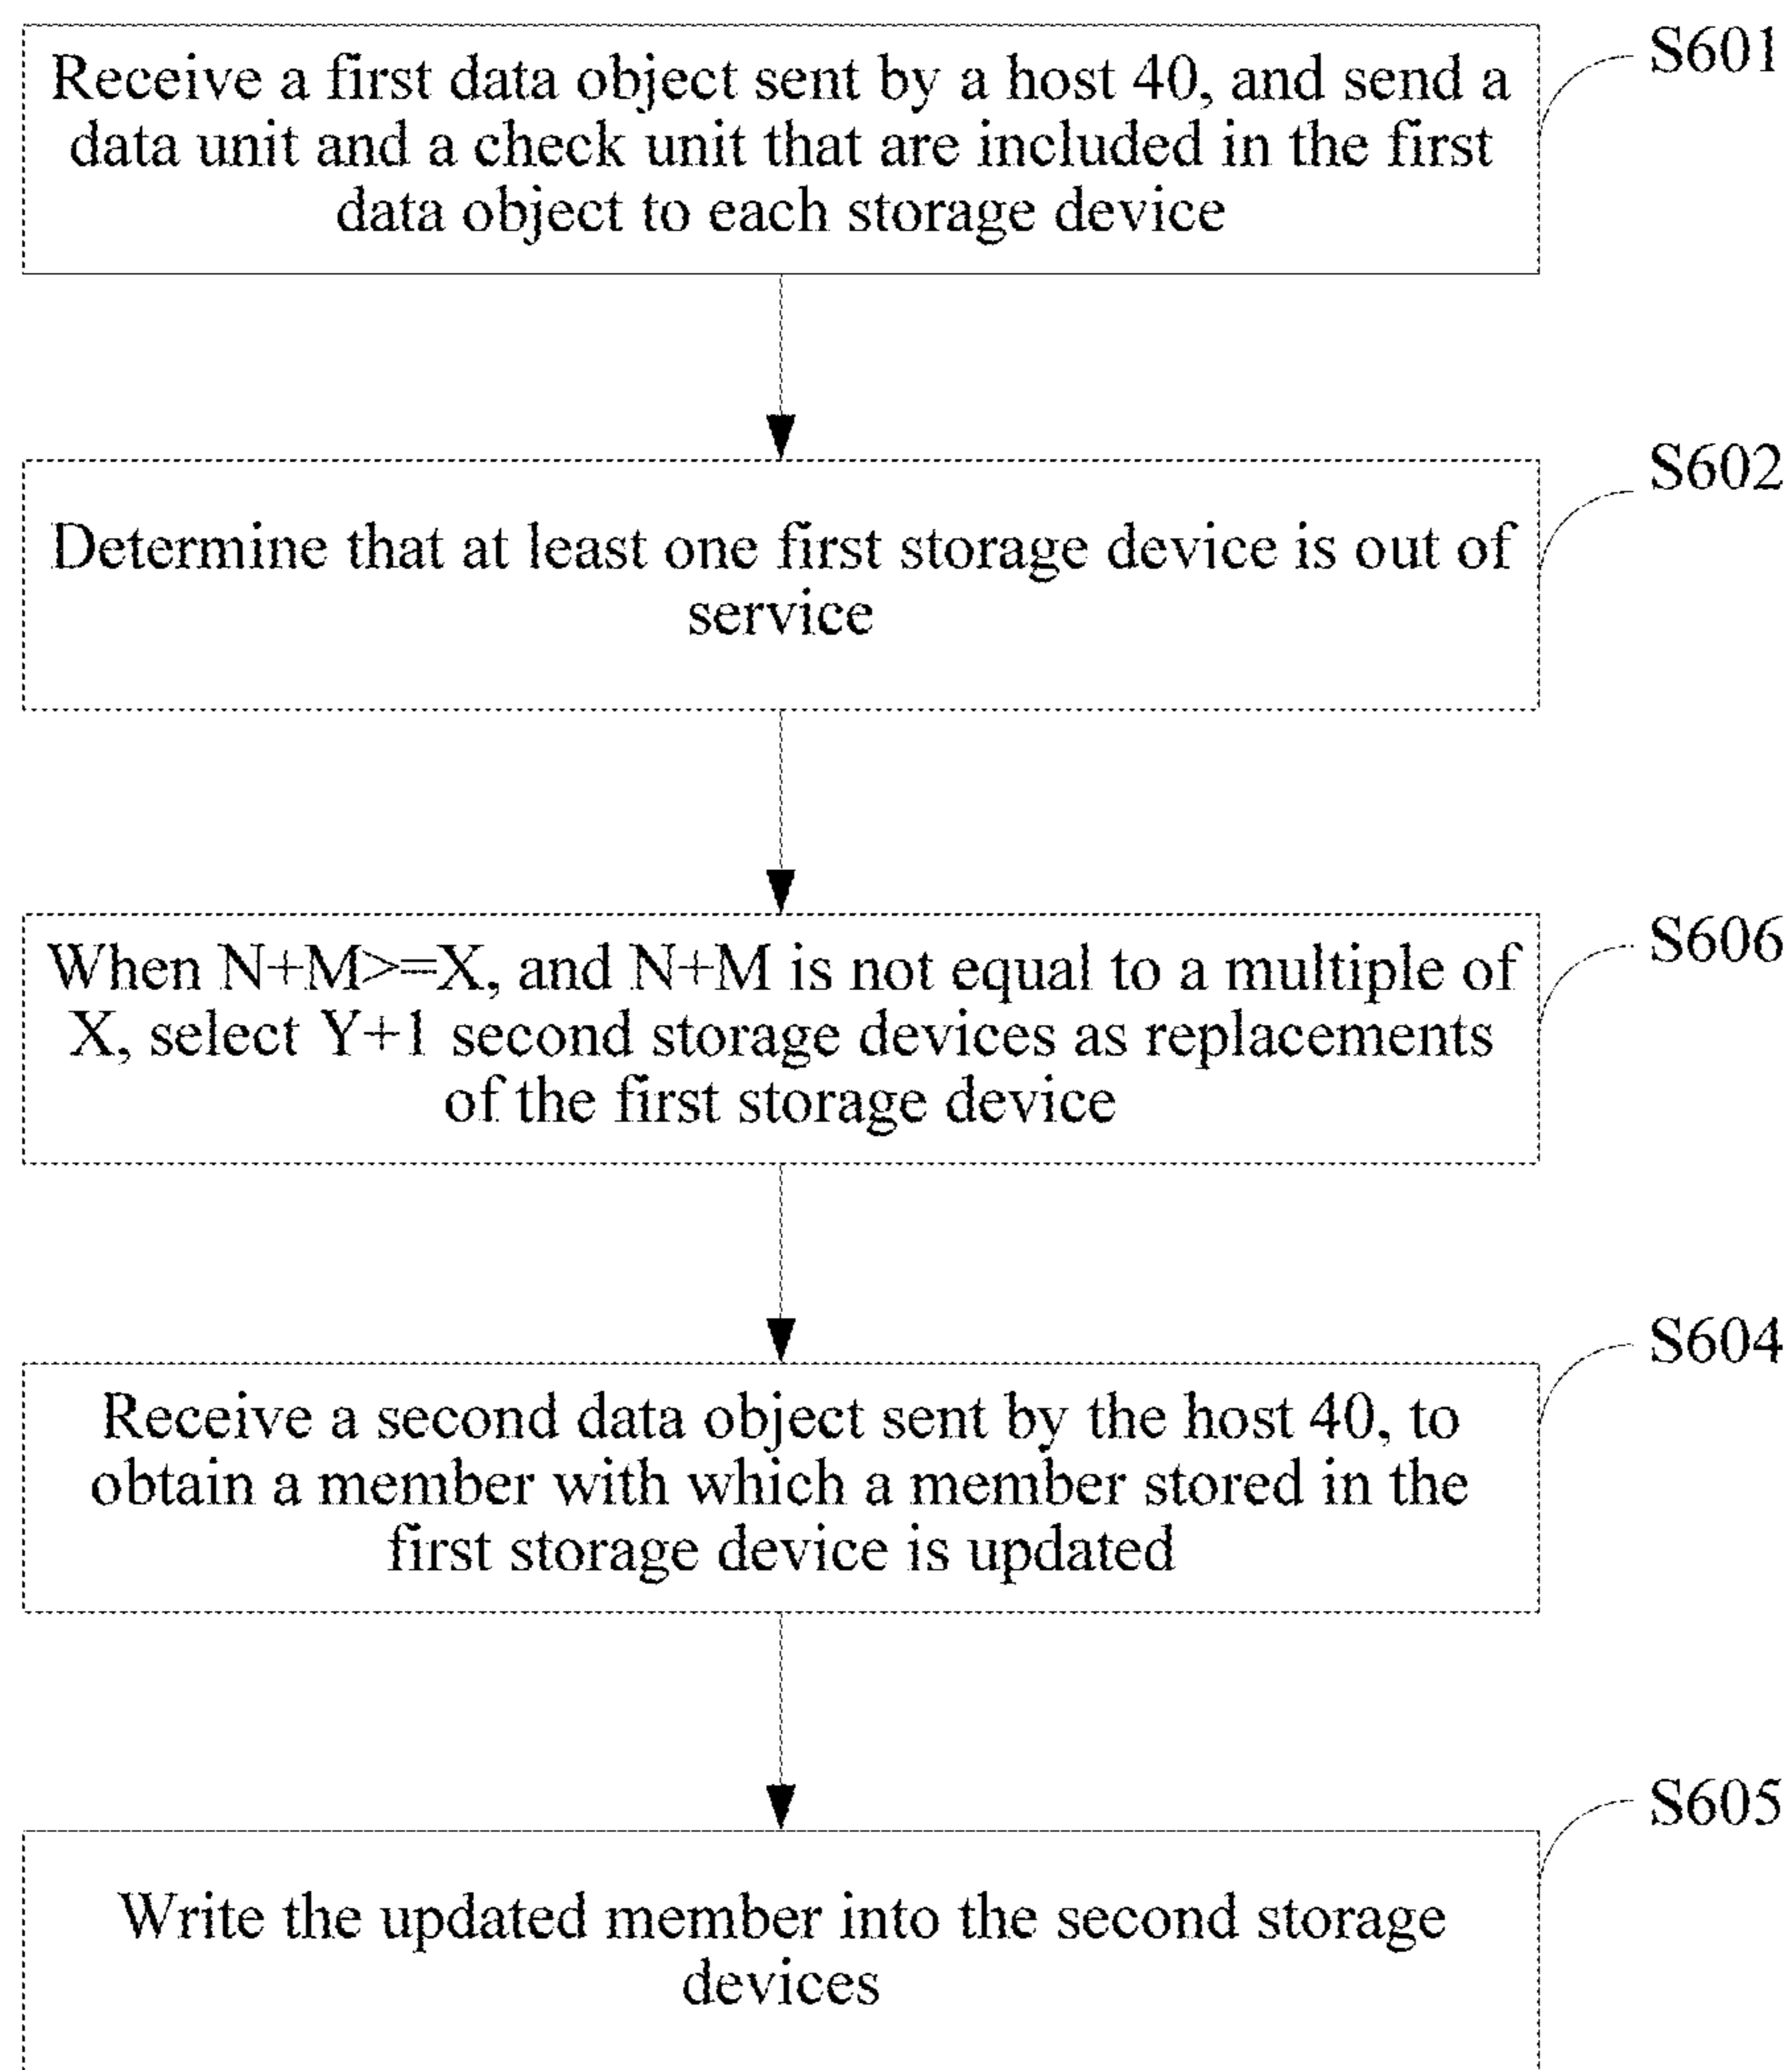 S601
Receive a first data object sent by a host 40, and send a
data unit and a check unit that are included in the first
data object to each storage device
S602
Determine that at least one first storage device is out of
service
S606
When N+M>=X, and N+M is not equal to a multiple of
X, select Y+1 second storage devices as replacements
of the first storage device
S604
Receive a second data object sent by the host 40, to
obtain a member with which a member stored in the
first storage device is updated
S605
Write the updated member into the second storage
devices